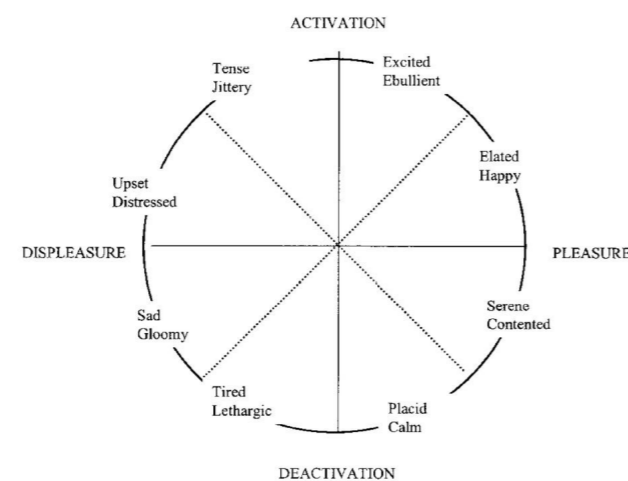 ACTIVATION
Tense
Jittery
Excited
Ebullient
Elated
Happy
Upset
Distressed
DISPLEASURE
PLEASURE
Sad
Gloomy
Serene
Contented
Tired
Lethargic
Placid
Calm
DEACTIVATION